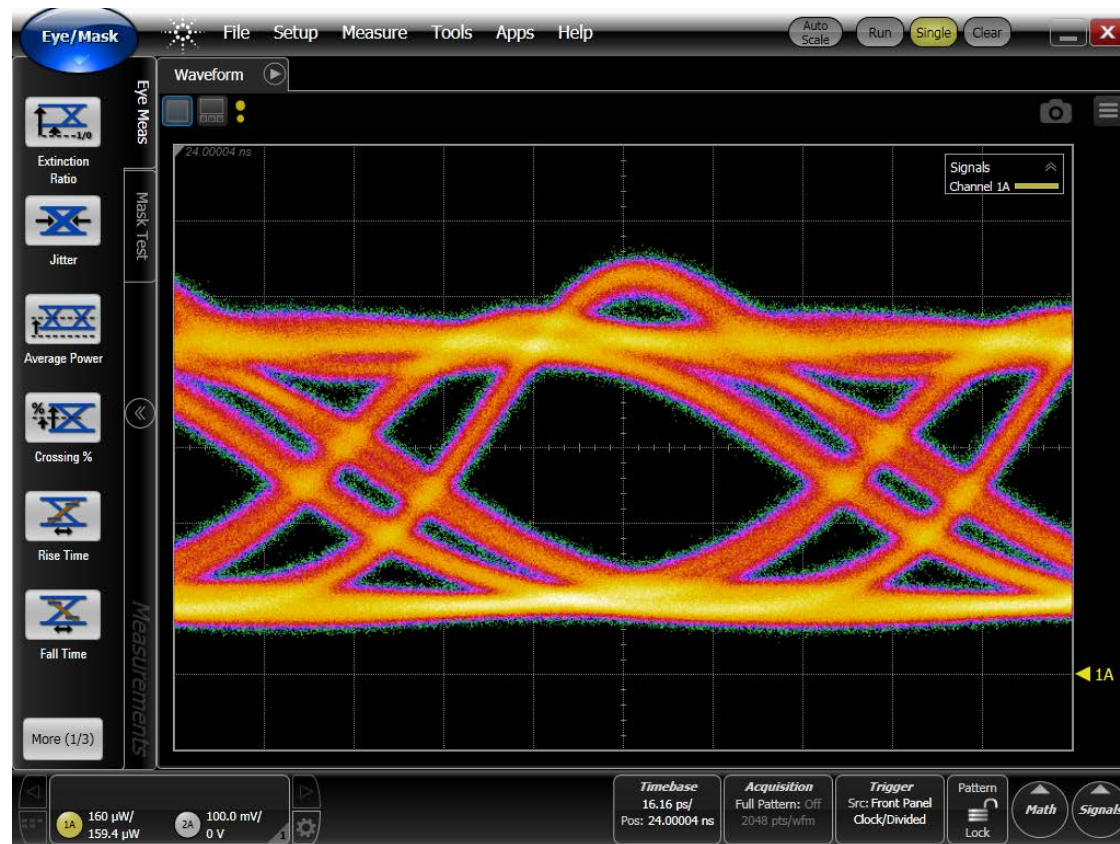 Eye/Mask
File Setup Measure Tools Apps Help
Auto
Scale
Run
Single
Clear
X
Waveform
Eye Meas
Mask Test
1/0
Extinction
Ratio
Jitter
Average Power
%
Crossing %
Rise Time
Fall Time
More (1/3)
Measurements
24.00004 ns
Signals
Channel 1A
1A
1A
160 µW/
159.4 µW
2A
100.0 mV/
0 V
1
Timebase
16.16 ps/
Pos: 24.00004 ns
Acquisition
Full Pattern: Off
2048 pts/wfm
Trigger
Src: Front Panel
Clock/Divided
Pattern
Lock
Math
Signals